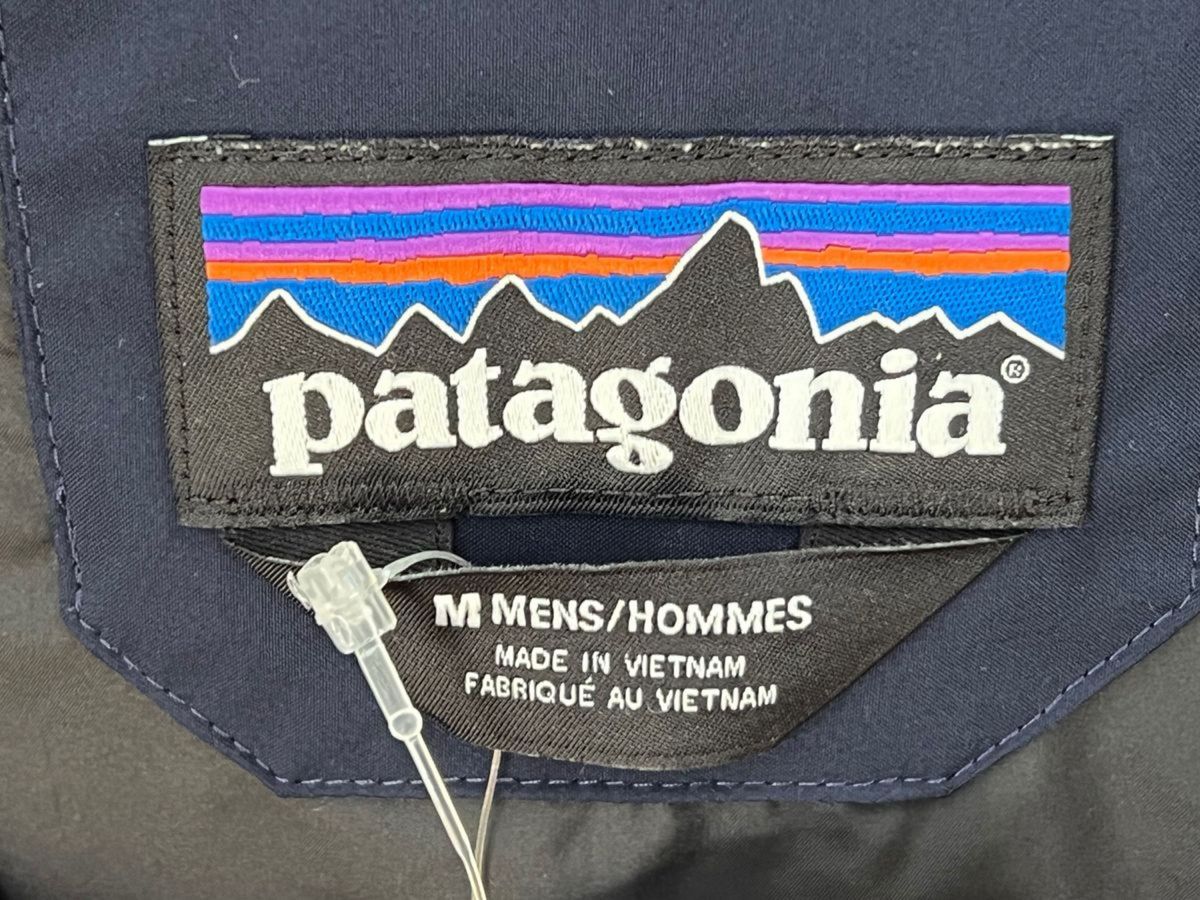 patagonia®
M MENS/HOMMES
MADE IN VIETNAM
FABRIQUÉ AU VIETNAM